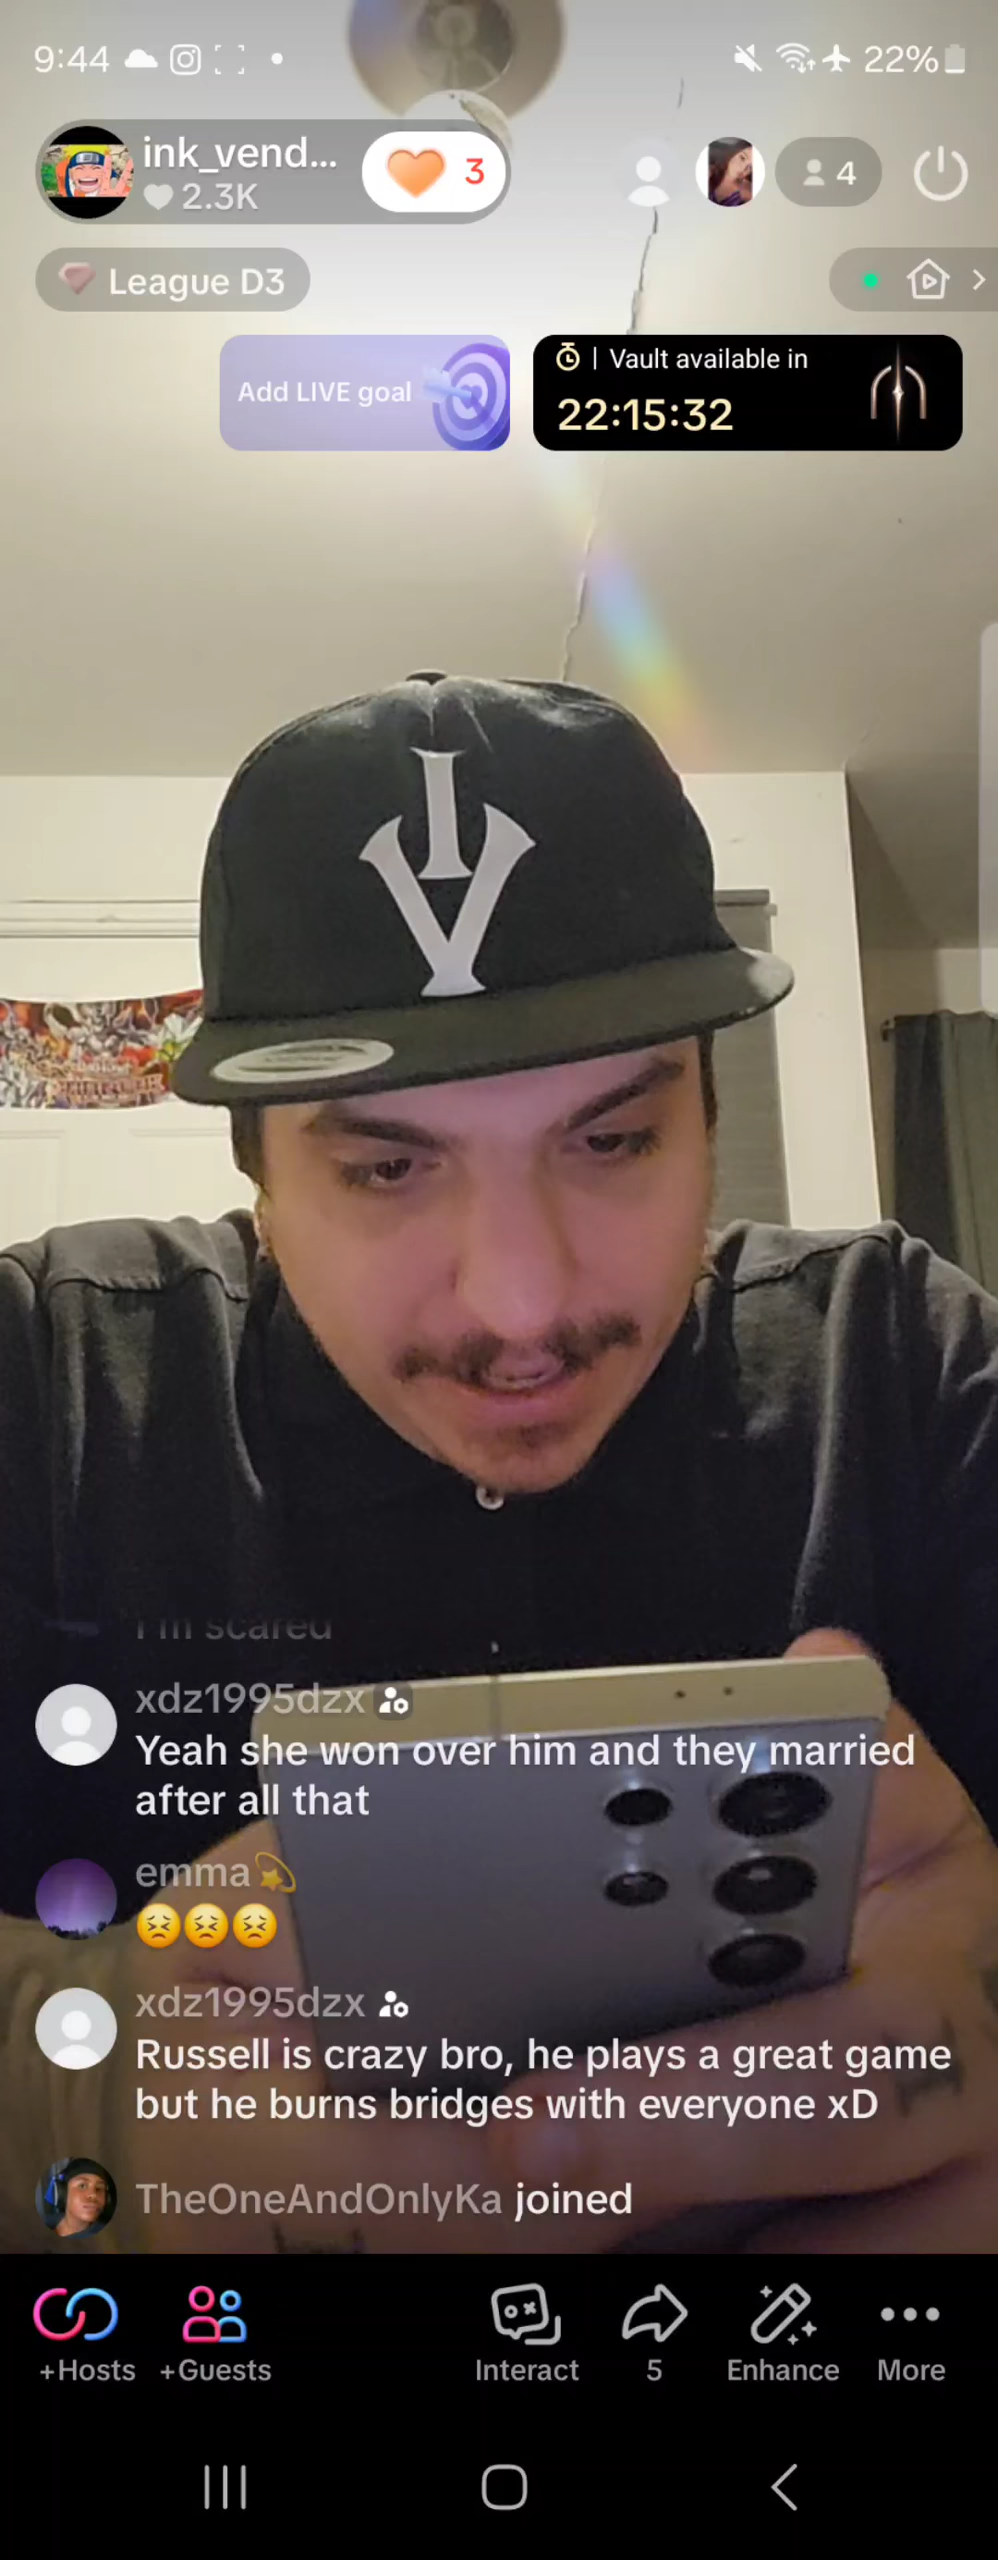 9:44
22%
ink_vend...
3
2.3K
4
League D3
Add LIVE goal
Vault available in
22:15:32
IV
I'm scared
xdz1995dzx
Yeah she won over him and they married
after all that
emma💫
😣😣😣
xdz1995dzx
Russell is crazy bro, he plays a great game
but he burns bridges with everyone xD
TheOneAndOnlyKa joined
+Hosts
+Guests
Interact
5
Enhance
More